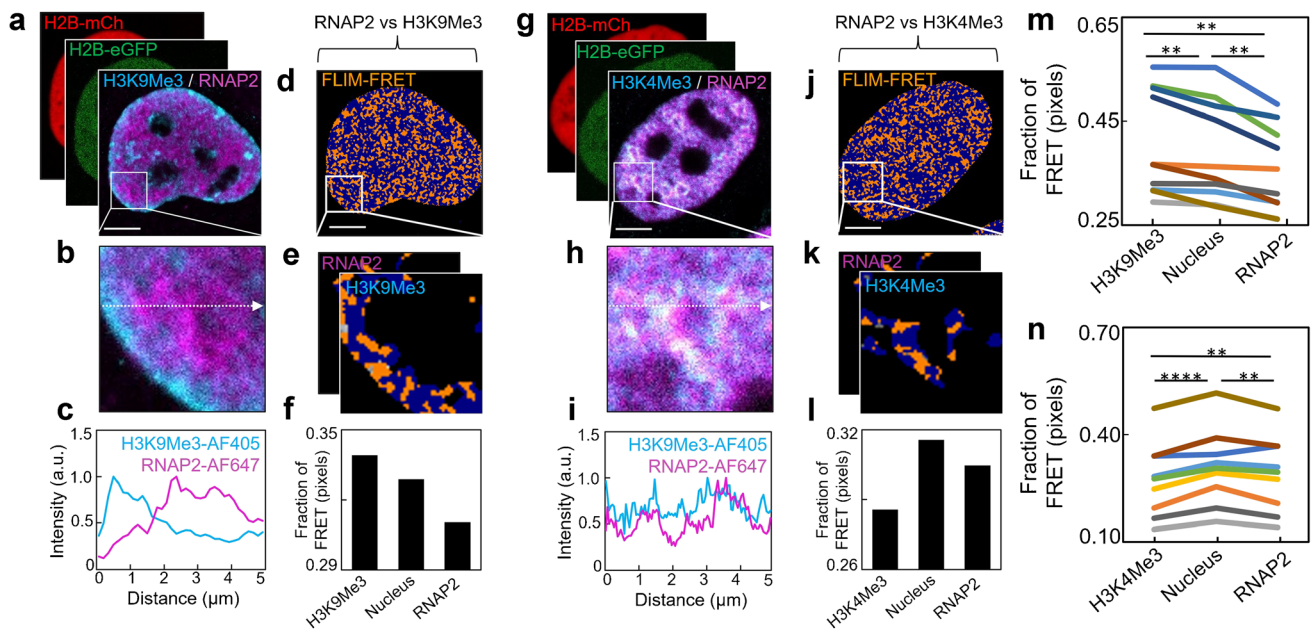 a
H2B-mCh
H2B-eGFP
H3K9Me3 / RNAP2
RNAP2 vs H3K9Me3
d
FLIM-FRET
g
H2B-mCh
H2B-eGFP
H3K4Me3 / RNAP2
RNAP2 vs H3K4Me3
j
FLIM-FRET
b
e
RNAP2
H3K9Me3
h
k
RNAP2
H3K4Me3
c
1.5
1.0
0.5
0
Intensity (a.u.)
H3K9Me3-AF405
RNAP2-AF647
0 1 2 3 4 5
Distance (µm)
f
0.35
0.29
Fraction of
FRET (pixels)
H3K9Me3
Nucleus
RNAP2
i
1.5
1.0
0.5
0
Intensity (a.u.)
H3K9Me3-AF405
RNAP2-AF647
0 1 2 3 4 5
Distance (µm)
l
0.32
0.26
Fraction of
FRET (pixels)
H3K4Me3
Nucleus
RNAP2
m
0.65
0.45
0.25
Fraction of
FRET (pixels)
**
** **
H3K9Me3
Nucleus
RNAP2
n
0.70
0.40
0.10
Fraction of
FRET (pixels)
**
**** **
H3K4Me3
Nucleus
RNAP2